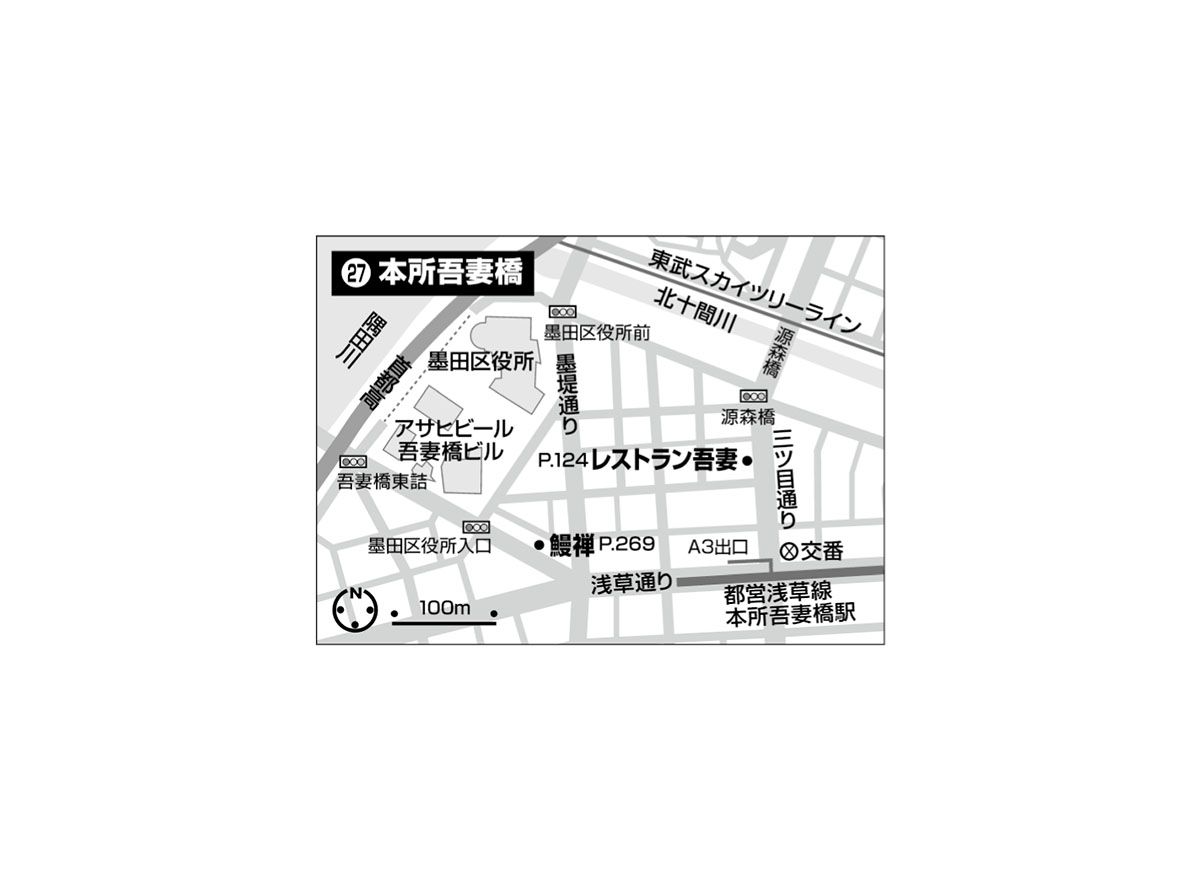 27 本所吾妻橋
東武スカイツリーライン
北十間川
隅田川
首都高
墨田区役所前
源森橋
墨田区役所
墨堤通り
源森橋
アサヒビール
吾妻橋ビル
三ツ目通り
P.124レストラン吾妻
吾妻橋東詰
墨田区役所入口
鰻禅 P.269
A3出口
交番
浅草通り
都営浅草線
本所吾妻橋駅
N
100m